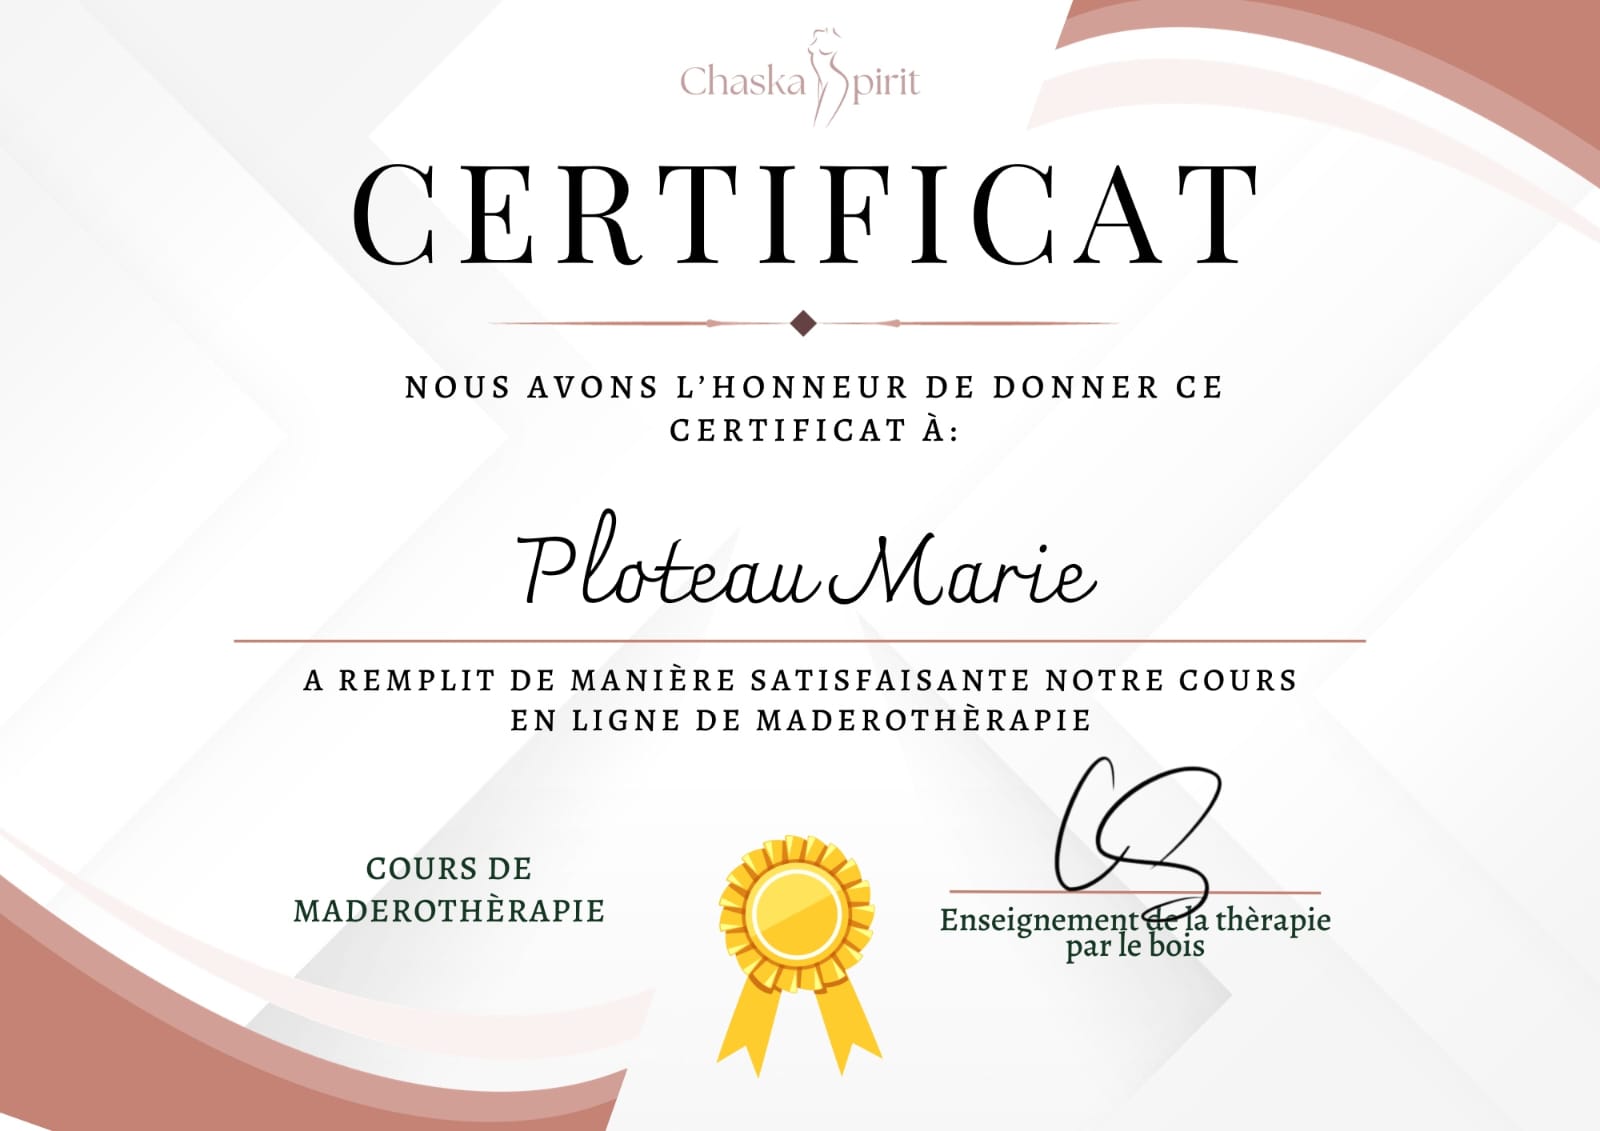 Chaska Spirit
CERTIFICAT
NOUS AVONS L’HONNEUR DE DONNER CE
CERTIFICAT À:
Ploteau Marie
A REMPLIT DE MANIÈRE SATISFAISANTE NOTRE COURS
EN LIGNE DE MADEROTHÈRAPIE
COURS DE
MADEROTHÈRAPIE
Enseignement de la thèrapie
par le bois